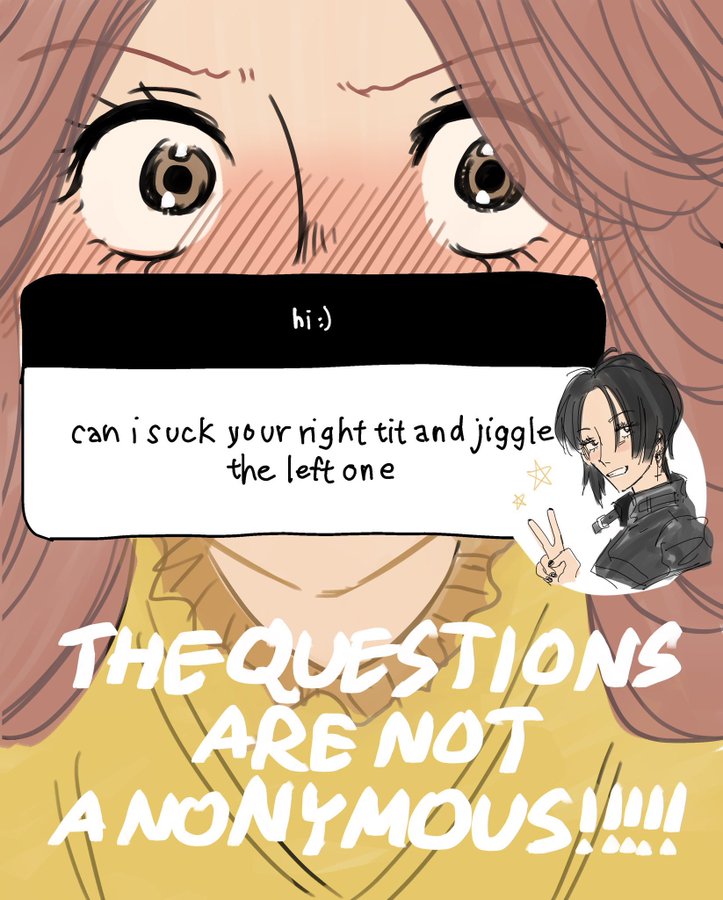 hi :)
can i suck your right tit and jiggle
the left one
THE QUESTIONS
ARE NOT
ANONYMOUS!!!!!